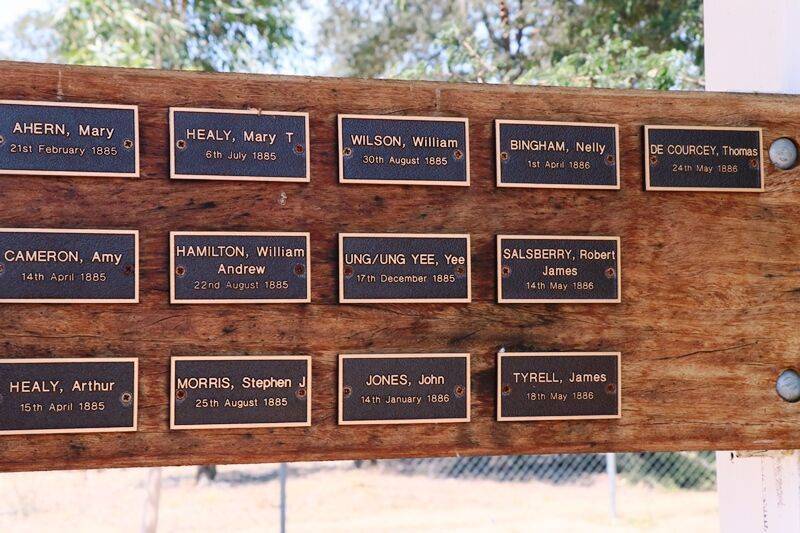 AHERN, Mary
21st February 1885
CAMERON, Amy
14th April 1885
HEALY, Arthur
15th April 1885
HEALY, Mary T
6th July 1885
HAMILTON, William
Andrew
22nd August 1885
MORRIS, Stephen J
25th August 1885
WILSON, William
30th August 1885
UNG/UNG YEE, Yee
17th December 1885
JONES, John
14th January 1886
BINGHAM, Nelly
1st April 1886
SALSBERRY, Robert
James
14th May 1886
TYRELL, James
18th May 1886
DE COURCEY, Thomas
24th May 1886